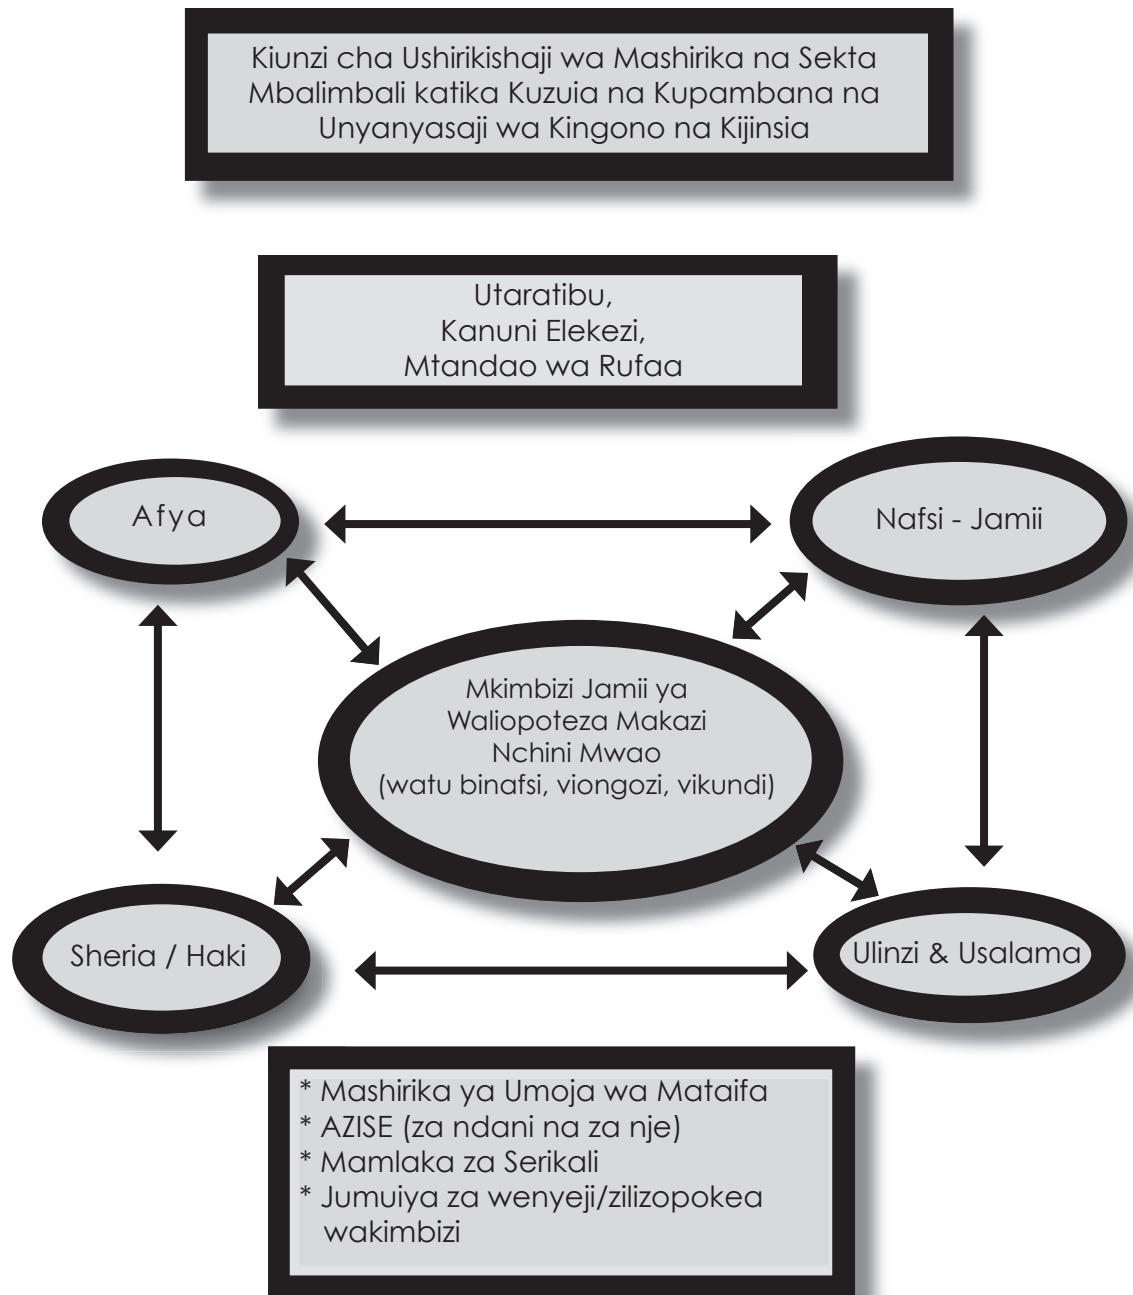 Kiunzi cha Ushirikishaji wa Mashirika na Sekta
Mbalimbali katika Kuzuia na Kupambana na
Unyanyasaji wa Kingono na Kijinsia
Utaratibu,
Kanuni Elekezi,
Mtandao wa Rufaa
Afya
Nafsi - Jamii
Mkimbizi Jamii ya
Waliopoteza Makazi
Nchini Mwao
(watu binafsi, viongozi, vikundi)
Sheria / Haki
Ulinzi & Usalama
* Mashirika ya Umoja wa Mataifa
* AZISE (za ndani na za nje)
* Mamlaka za Serikali
* Jumuiya za wenyeji/zilizopokea
wakimbizi